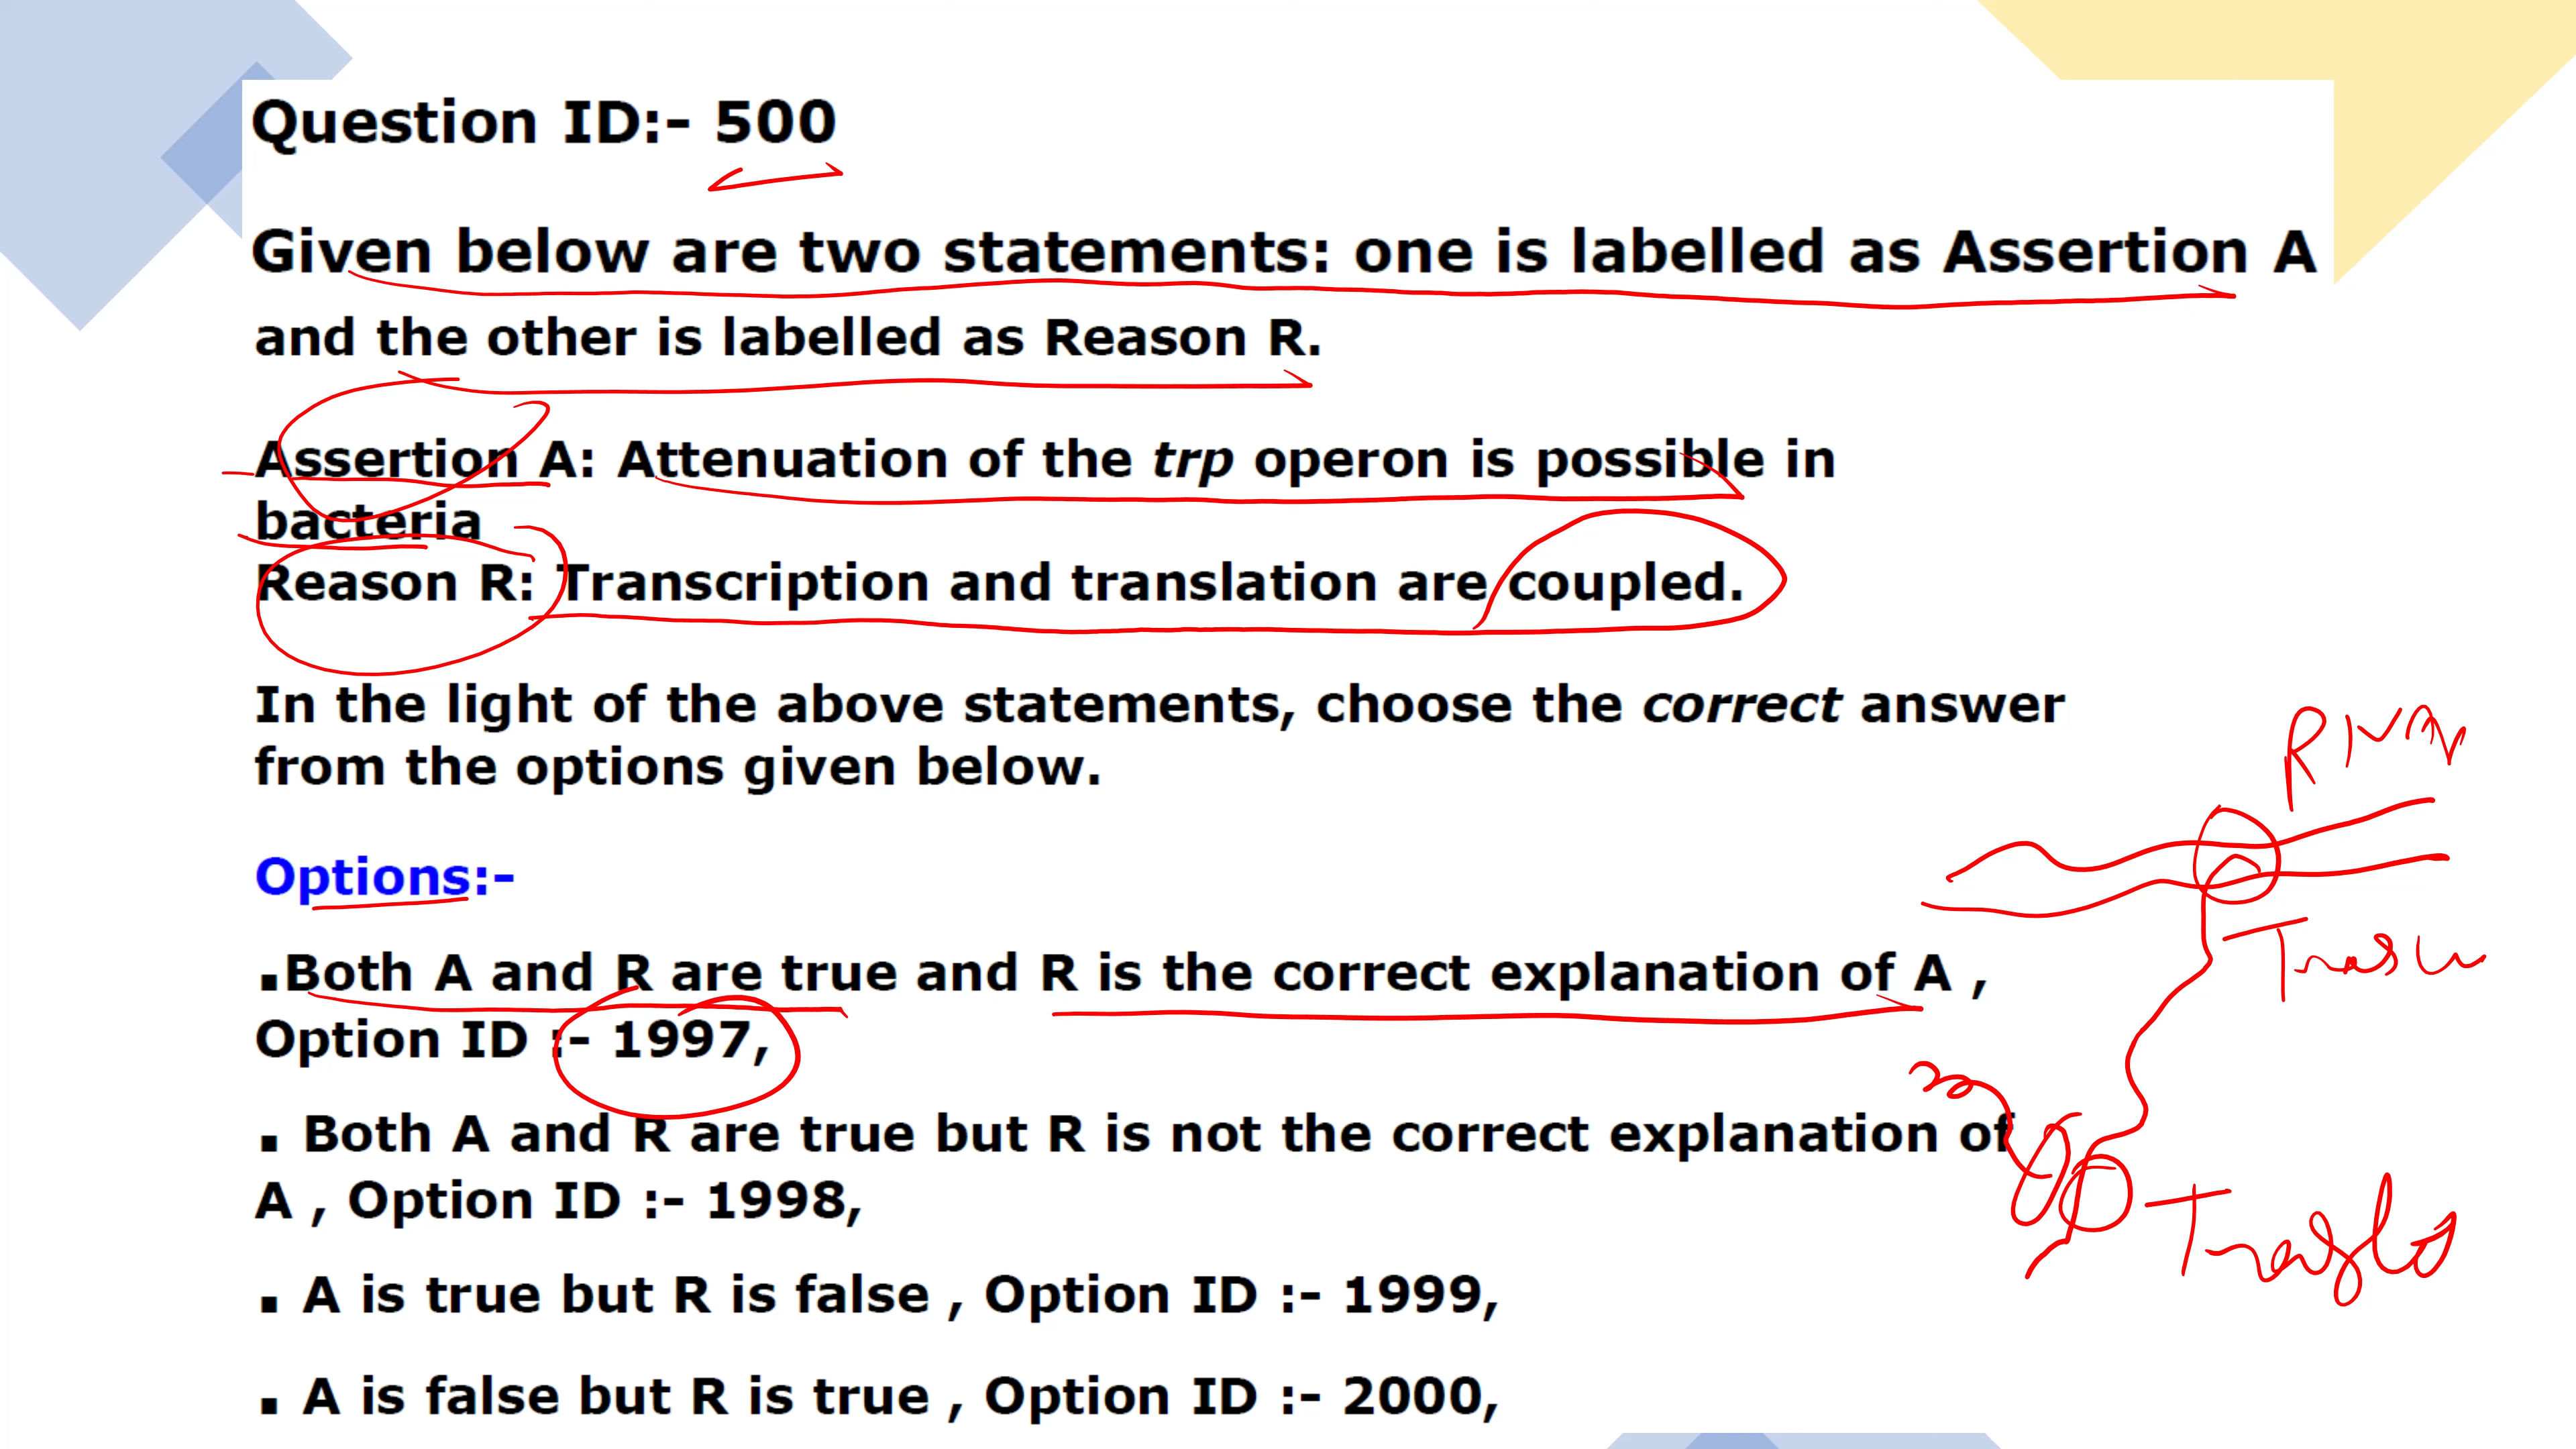 Question ID:- 500
Given below are two statements: one is labelled as Assertion A
and the other is labelled as Reason R.
Assertion A: Attenuation of the trp operon is possible in
bacteria
Reason R: Transcription and translation are coupled.
In the light of the above statements, choose the correct answer
from the options given below.
Options:-
▪Both A and R are true and R is the correct explanation of A ,
Option ID :- 1997,
▪ Both A and R are true but R is not the correct explanation of
A , Option ID :- 1998,
▪ A is true but R is false , Option ID :- 1999,
▪ A is false but R is true , Option ID :- 2000,